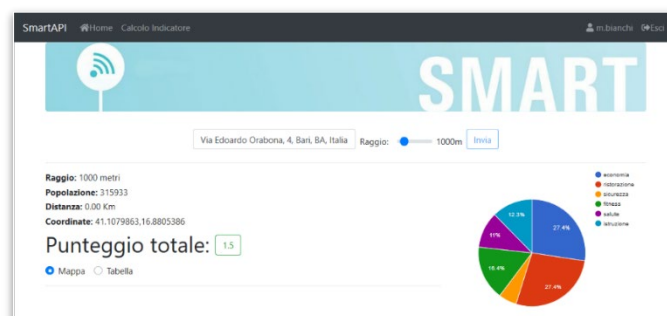 SmartAPI Home Calcolo Indicatore m.bianchi Esci
SMART
Via Edoardo Orabona, 4, Bari, BA, Italia Raggio: 1000m Invia
Raggio: 1000 metri
Popolazione: 315933
Distanza: 0.00 Km
Coordinate: 41.1079863,16.8805386
Punteggio totale: 1.5
Mappa Tabella
economia
ristorazione
sicurezza
fitness
salute
istruzione
12.3%
27.4%
11%
16.4%
27.4%